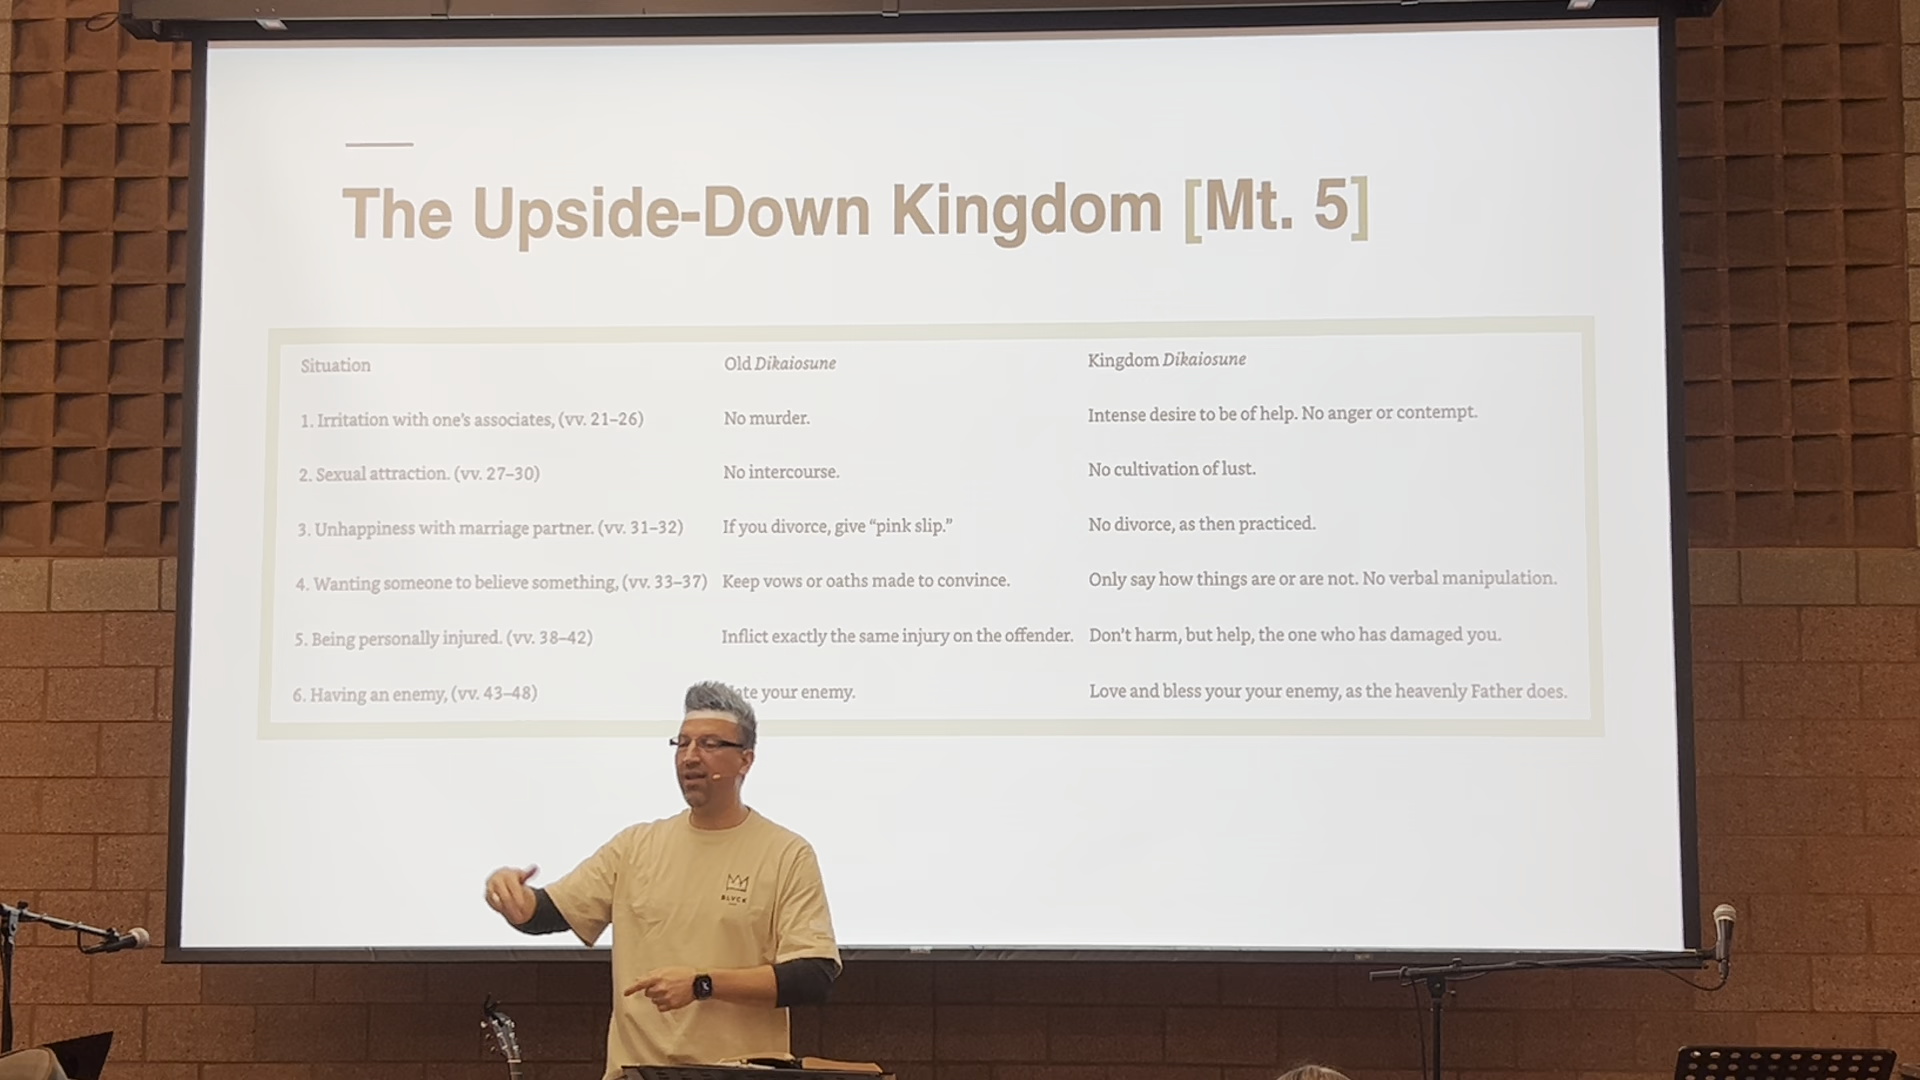 The Upside-Down Kingdom [Mt. 5]
Situation Old Dikaiosune Kingdom Dikaiosune
1. Irritation with one's associates, (vv. 21–26) No murder. Intense desire to be of help. No anger or contempt.
2. Sexual attraction. (vv. 27–30) No intercourse. No cultivation of lust.
3. Unhappiness with marriage partner. (vv. 31–32) If you divorce, give “pink slip.” No divorce, as then practiced.
4. Wanting someone to believe something, (vv. 33–37) Keep vows or oaths made to convince. Only say how things are or are not. No verbal manipulation.
5. Being personally injured. (vv. 38–42) Inflict exactly the same injury on the offender. Don't harm, but help, the one who has damaged you.
6. Having an enemy, (vv. 43–48) your enemy. Love and bless your your enemy, as the heavenly Father does.
BLVCK